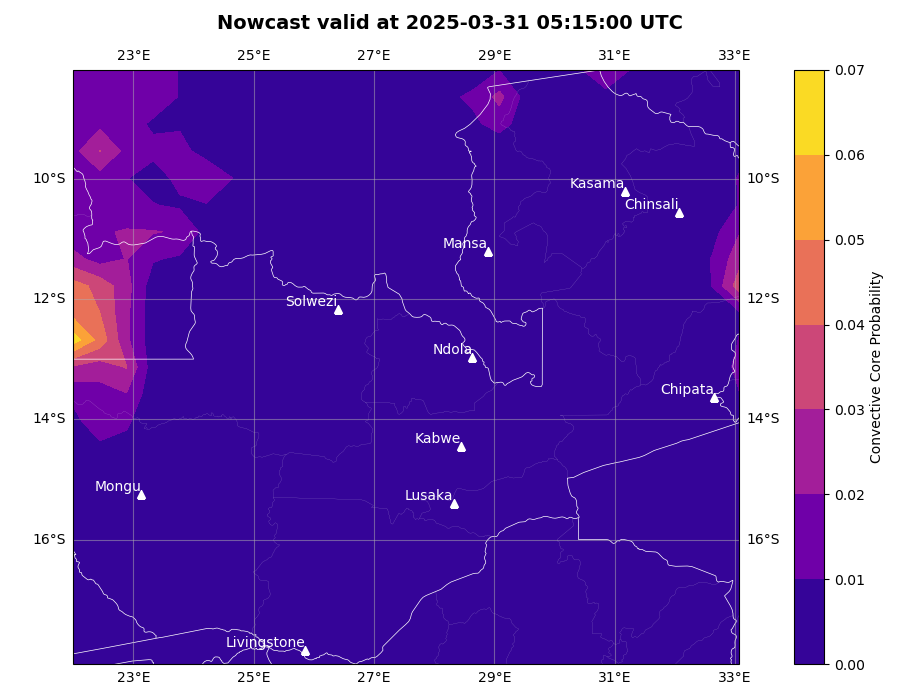 Nowcast valid at 2025-03-31 05:15:00 UTC
23°E 25°E 27°E 29°E 31°E 33°E
0.07
0.06
0.05
0.04
0.03
0.02
0.01
0.00
Convective Core Probability
10°S 10°S
12°S 12°S
14°S 14°S
16°S 16°S
Kasama
Chinsali
Mansa
Solwezi
Ndola
Chipata
Kabwe
Mongu
Lusaka
Livingstone
23°E 25°E 27°E 29°E 31°E 33°E